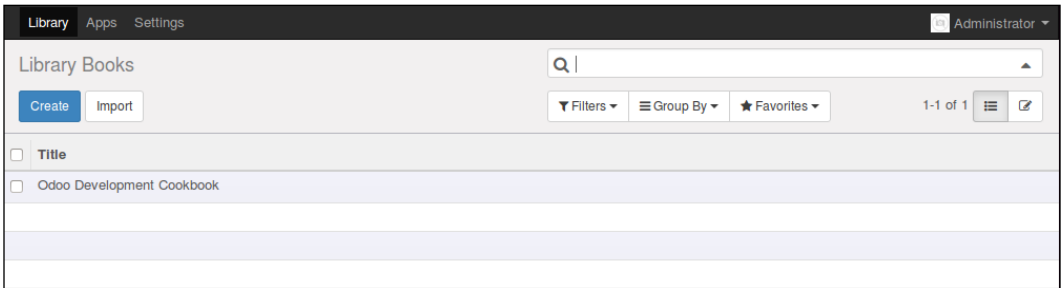 Library Apps Settings Administrator
Library Books
Create Import Filters Group By Favorites 1-1 of 1
Title
Odoo Development Cookbook